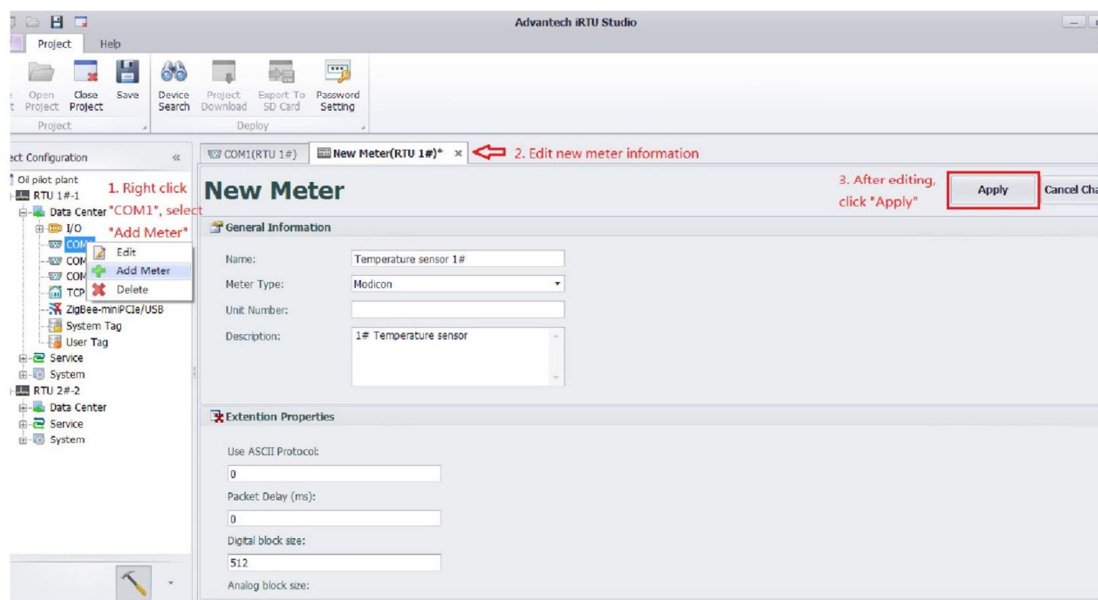 Advantech iRTU Studio
Project
Help
Open Project
Close Project
Save
Device Search
Project Download
Export To SD Card
Password Setting
Project
Deploy
ect Configuration
«
COM1(RTU 1#)
New Meter(RTU 1#)*
2. Edit new meter information
Oil pilot plant
RTU 1#-1
Data Center
I/O
COM
COM
COM
TCP
ZigBee-miniPCIe/USB
System Tag
User Tag
Service
System
RTU 2#-2
Data Center
Service
System
1. Right click
"COM1", select
"Add Meter"
Edit
Add Meter
Delete
New Meter
3. After editing,
click "Apply"
Apply
Cancel Cha
General Information
Name:
Temperature sensor 1#
Meter Type:
Modicon
Unit Number:
Description:
1# Temperature sensor
Extention Properties
Use ASCII Protocol:
0
Packet Delay (ms):
0
Digital block size:
512
Analog block size: